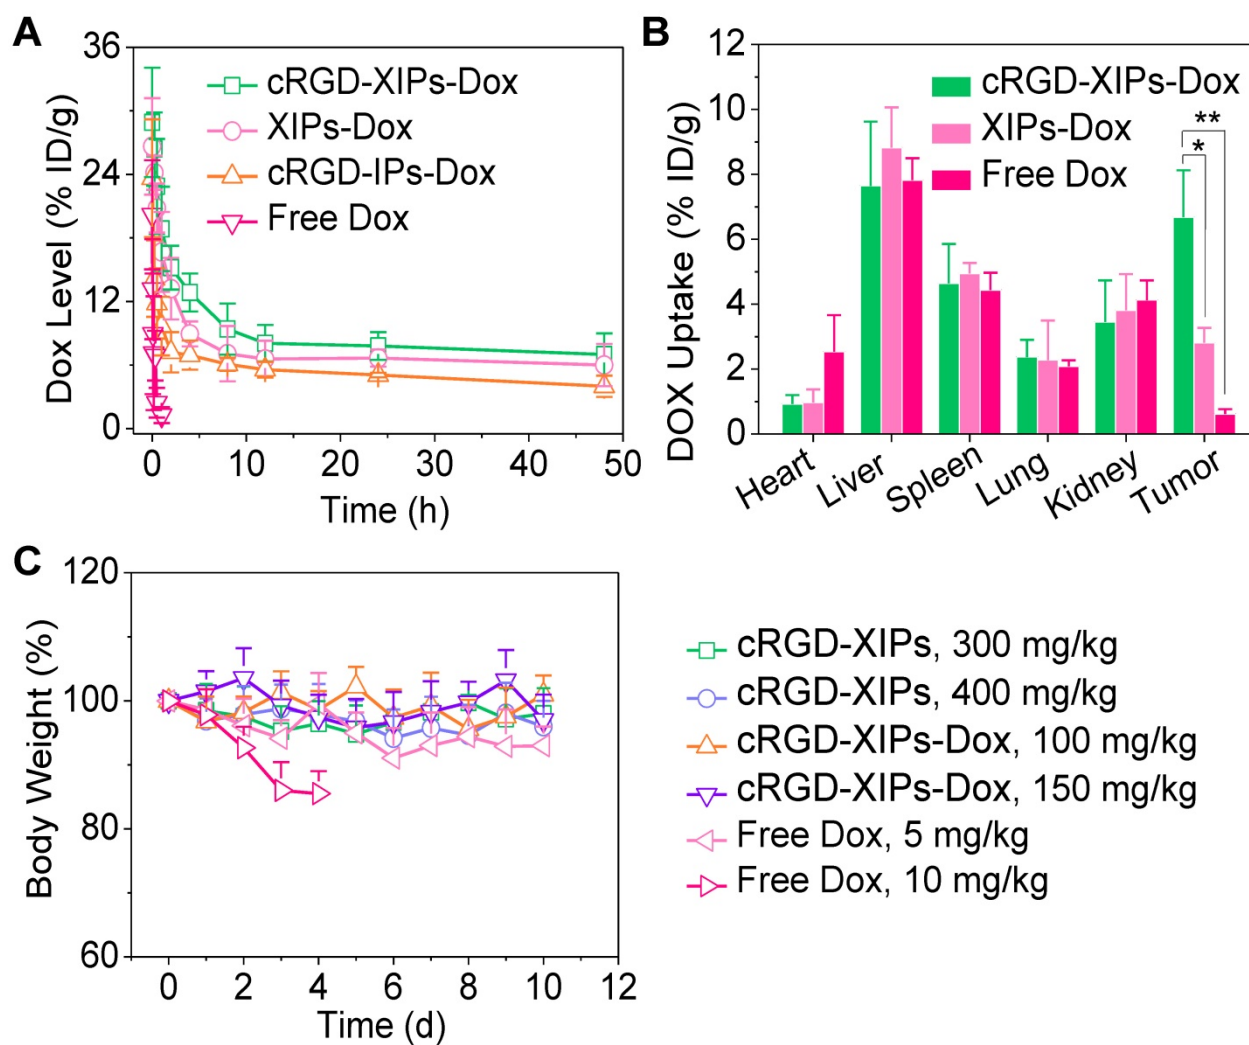 A
Dox Level (% ID/g)
36
24
12
0
cRGD-XIPs-Dox
XIPs-Dox
cRGD-IPs-Dox
Free Dox
0 10 20 30 40 50
Time (h)
B
DOX Uptake (% ID/g)
12
10
8
6
4
2
0
cRGD-XIPs-Dox
XIPs-Dox
Free Dox
**
*
Heart Liver Spleen Lung Kidney Tumor
C
Body Weight (%)
120
100
80
60
0 2 4 6 8 10 12
Time (d)
cRGD-XIPs, 300 mg/kg
cRGD-XIPs, 400 mg/kg
cRGD-XIPs-Dox, 100 mg/kg
cRGD-XIPs-Dox, 150 mg/kg
Free Dox, 5 mg/kg
Free Dox, 10 mg/kg